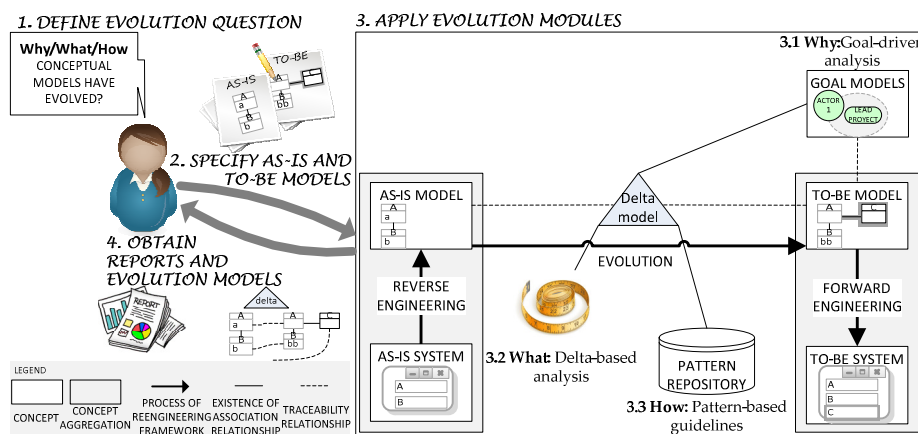 1. DEFINE EVOLUTION QUESTION
Why/What/How
CONCEPTUAL
MODELS HAVE
EVOLVED?
AS-IS
A
a
B
b
TO-BE
A
C
B
bb
2. SPECIFY AS-IS AND
TO-BE MODELS
4. OBTAIN
REPORTS AND
EVOLUTION MODELS
REPORT
delta
A
a
B
b
A
B
bb
C
LEGEND
CONCEPT
CONCEPT
AGGREGATION
PROCESS OF
REENGINEERING
FRAMEWORK
EXISTENCE OF
ASSOCIATION
RELATIONSHIP
TRACEABILITY
RELATIONSHIP
3. APPLY EVOLUTION MODULES
3.1 Why:Goal-driven
analysis
GOAL MODELS
ACTOR
1
LEAD
PROYECT
AS-IS MODEL
A
a
B
b
Delta
model
TO-BE MODEL
A
C
B
bb
EVOLUTION
REVERSE
ENGINEERING
FORWARD
ENGINEERING
AS-IS SYSTEM
A
B
3.2 What: Delta-based
analysis
PATTERN
REPOSITORY
3.3 How: Pattern-based
guidelines
TO-BE SYSTEM
A
B
C